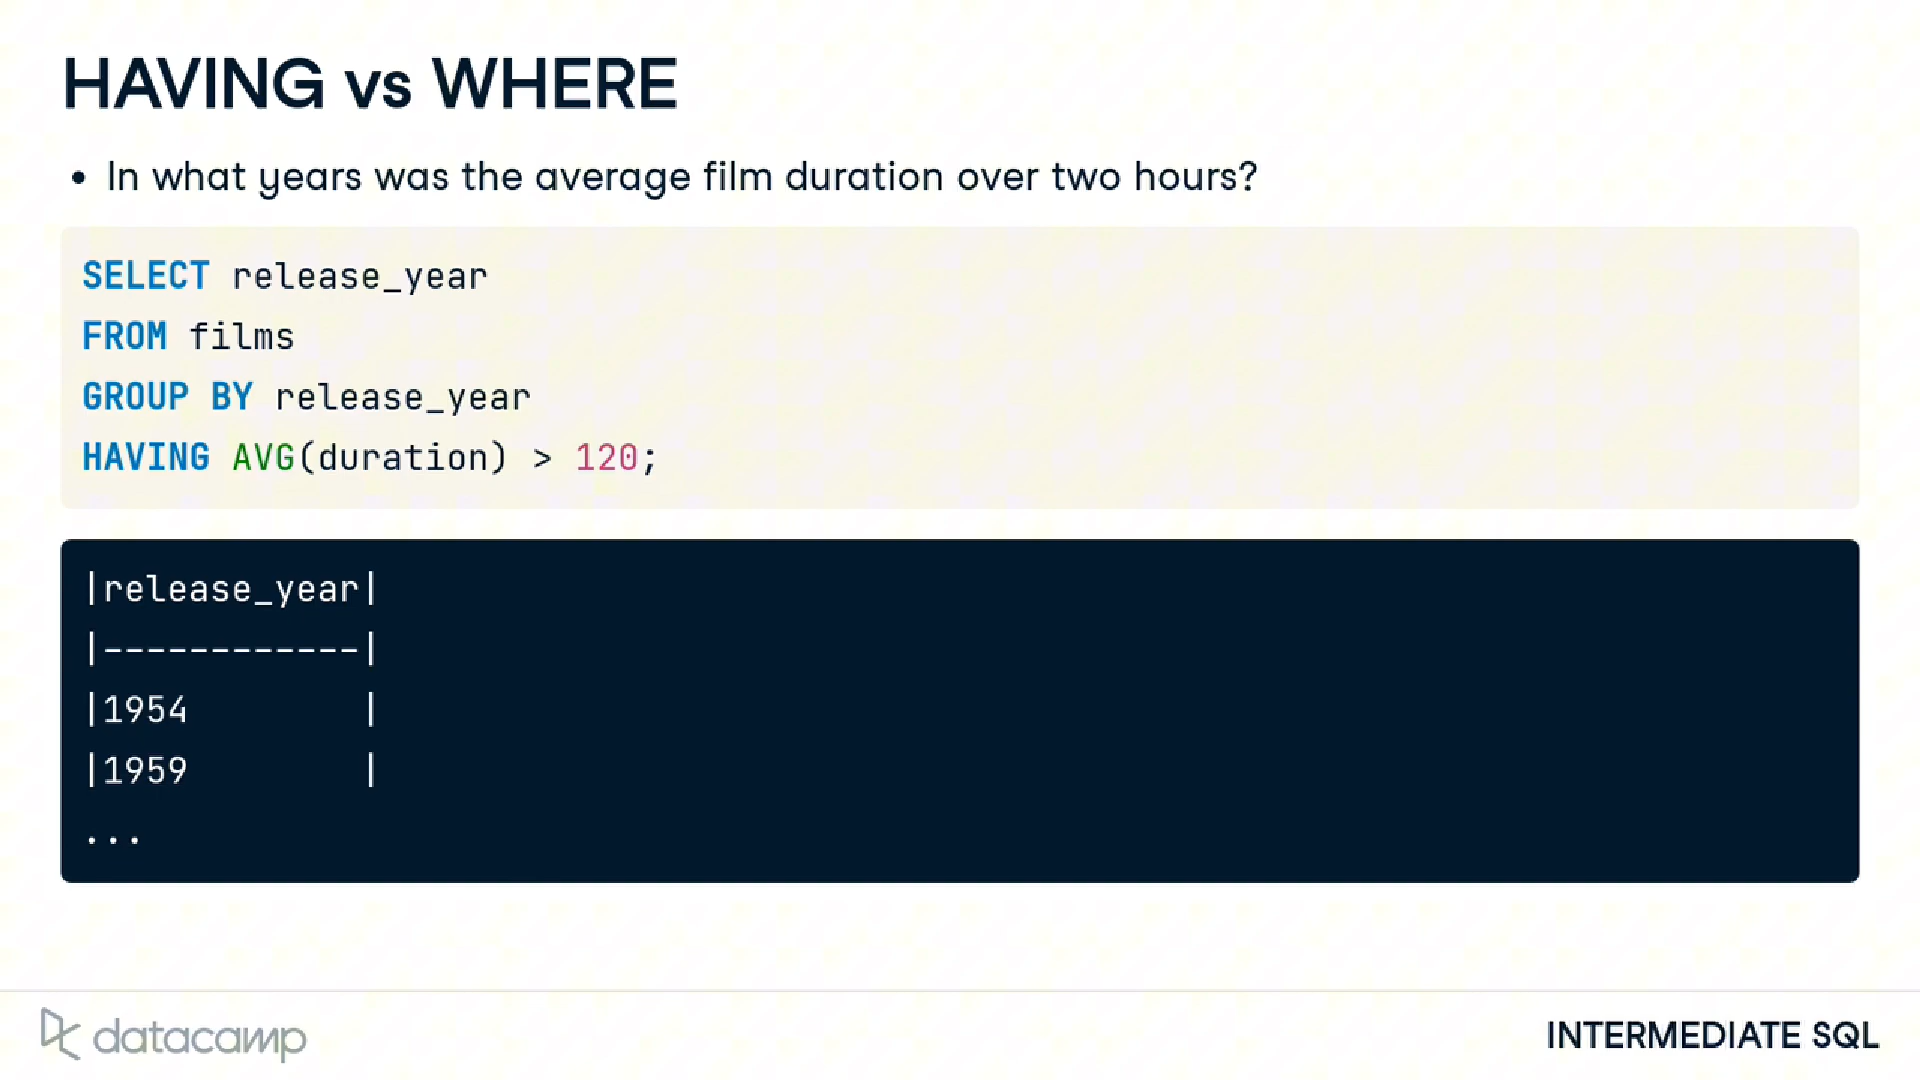 HAVING vs WHERE
• In what years was the average film duration over two hours?
SELECT release_year
FROM films
GROUP BY release_year
HAVING AVG(duration) > 120;
|release_year|
|------------|
|1954        |
|1959        |
...
datacamp
INTERMEDIATE SQL